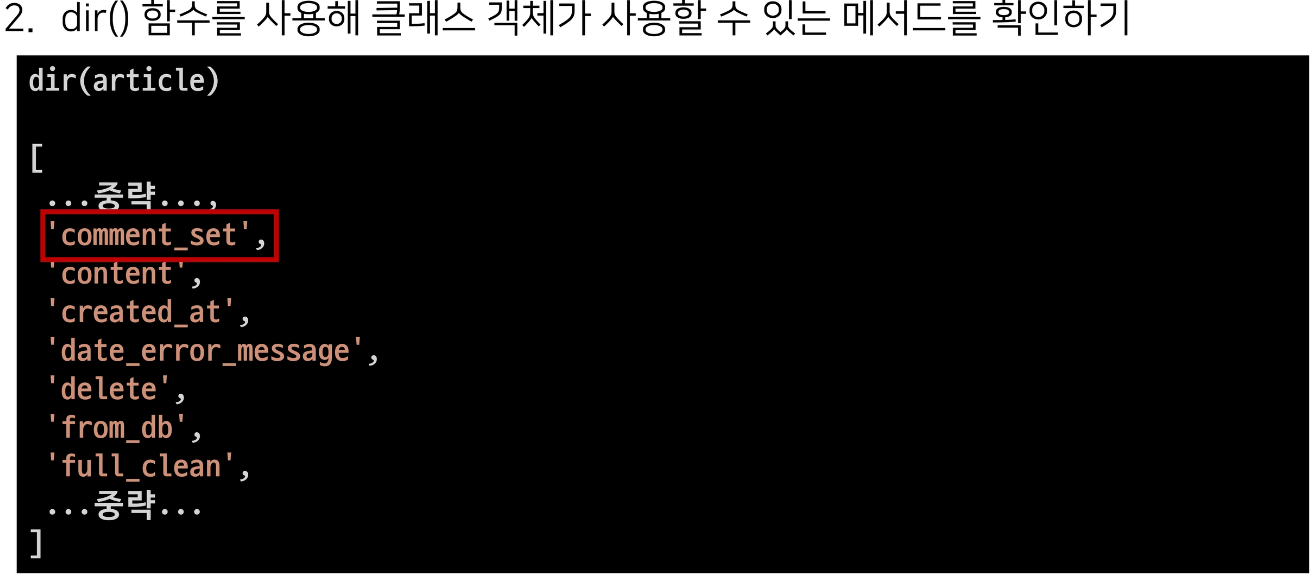 2. dir() 함수를 사용해 클래스 객체가 사용할 수 있는 메서드를 확인하기
dir(article)
[
...중략...,
'comment_set',
'content',
'created_at',
'date_error_message',
'delete',
'from_db',
'full_clean',
...중략...
]